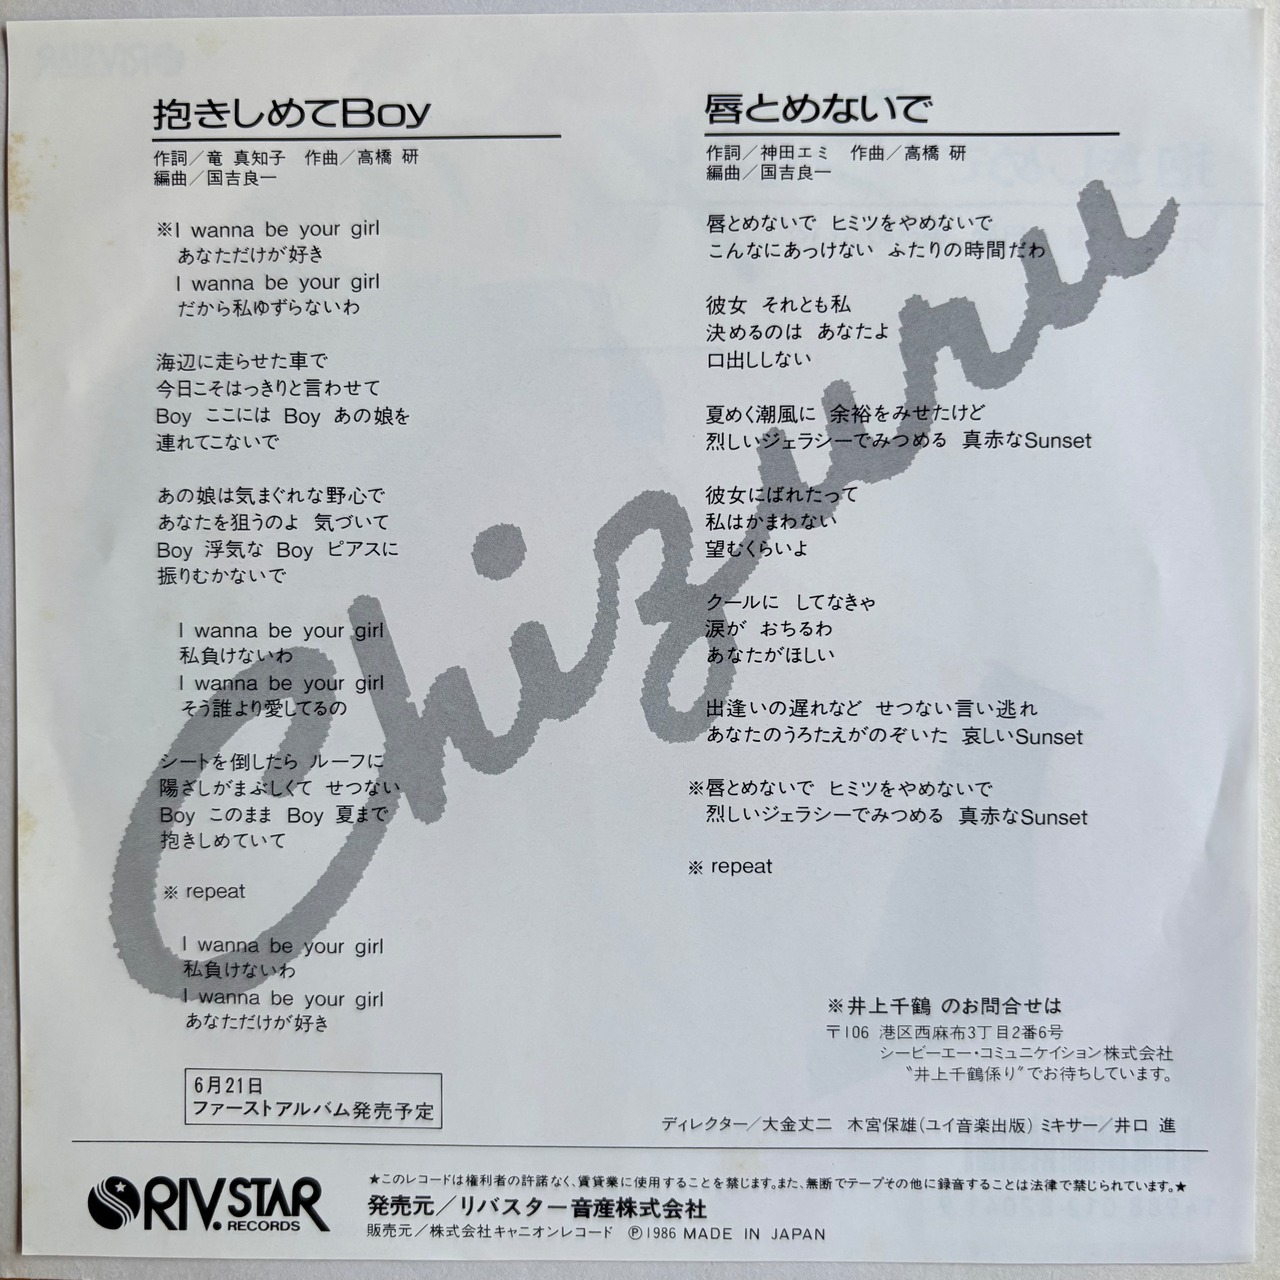 抱きしめてBoy
作詞／竜 真知子 作曲／高橋 研
編曲／国吉良一
※I wanna be your girl
あなただけが好き
I wanna be your girl
だから私ゆずらないわ
海辺に走らせた車で
今日こそはっきりと言わせて
Boy ここには Boy あの娘を
連れてこないで
あの娘は気まぐれな野心で
あなたを狙うのよ 気づいて
Boy 浮気な Boy ピアスに
振りむかないで
I wanna be your girl
私負けないわ
I wanna be your girl
そう誰より愛してるの
シートを倒したら ルーフに
陽ざしがまぶしくて せつない
Boy このまま Boy 夏まで
抱きしめていて
※ repeat
I wanna be your girl
私負けないわ
I wanna be your girl
あなただけが好き
6月21日
ファーストアルバム発売予定
唇とめないで
作詞／神田エミ 作曲／高橋 研
編曲／国吉良一
唇とめないで ヒミツをやめないで
こんなにあっけない ふたりの時間だわ
彼女 それとも私
決めるのは あなたよ
口出ししない
夏めく潮風に 余裕をみせたけど
烈しいジェラシーでみつめる 真赤なSunset
彼女にばれたって
私はかまわない
望むくらいよ
クールに してなきゃ
涙が おちるわ
あなたがほしい
出逢いの遅れなど せつない言い逃れ
あなたのうろたえがのぞいた 哀しいSunset
※唇とめないで ヒミツをやめないで
烈しいジェラシーでみつめる 真赤なSunset
※ repeat
Chizuru
※井上千鶴 のお問合せは
〒106 港区西麻布3丁目2番6号
シービーエー・コミュニケイション株式会社
"井上千鶴係り"でお待ちしています。
ディレクター／大金丈二 木宮保雄(ユイ音楽出版) ミキサー／井口 進
RIV.STAR
RECORDS
★このレコードは権利者の許諾なく、賃貸業に使用することを禁じます。また、無断でテープその他に録音することは法律で禁じられています。★
発売元／リバスター音産株式会社
販売元／株式会社キャニオンレコード Ⓟ1986 MADE IN JAPAN